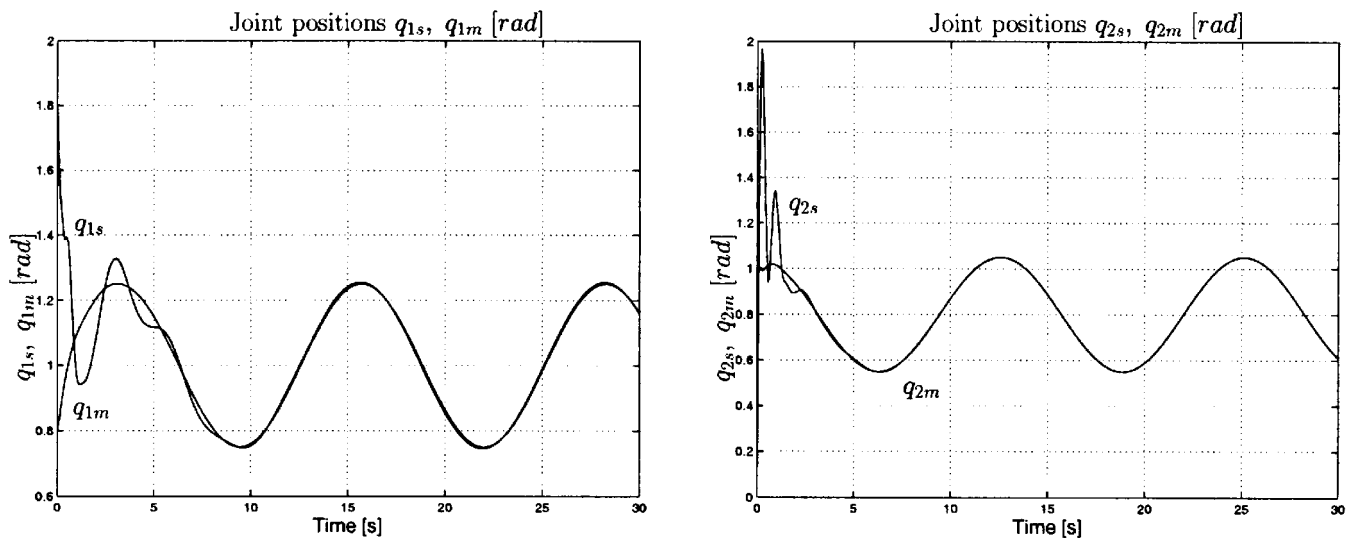 Joint positions q1s, q1m [rad]
2
1.8
1.6
1.4
1.2
1
0.8
0.6
q1s, q1m [rad]
q1s
q1m
0 5 10 15 20 25 30
Time [s]
Joint positions q2s, q2m [rad]
2
1.8
1.6
1.4
1.2
1
0.8
0.6
0.4
0.2
0
q2s, q2m [rad]
q2s
q2m
0 5 10 15 20 25 30
Time [s]